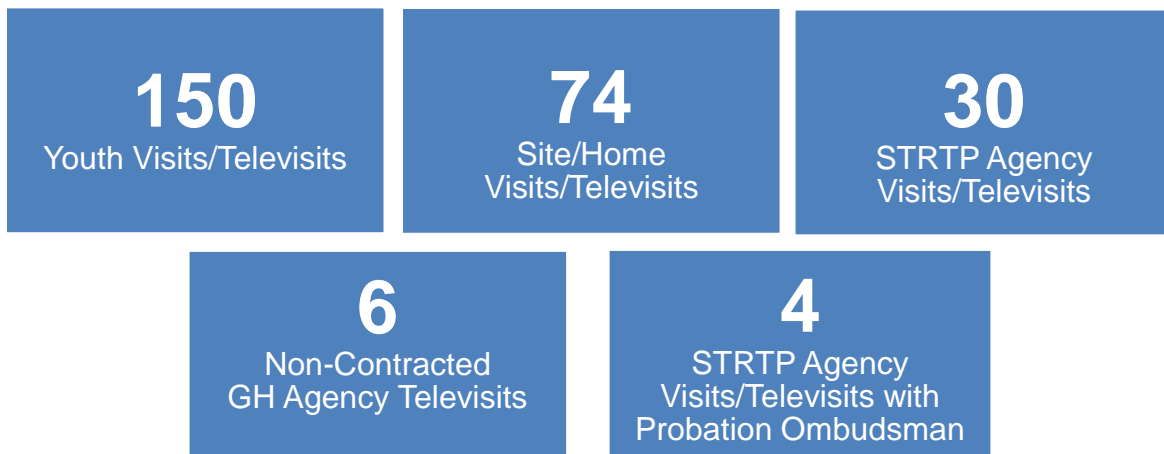 150
Youth Visits/Televisits
74
Site/Home
Visits/Televisits
30
STRTP Agency
Visits/Televisits
6
Non-Contracted
GH Agency Televisits
4
STRTP Agency
Visits/Televisits with
Probation Ombudsman